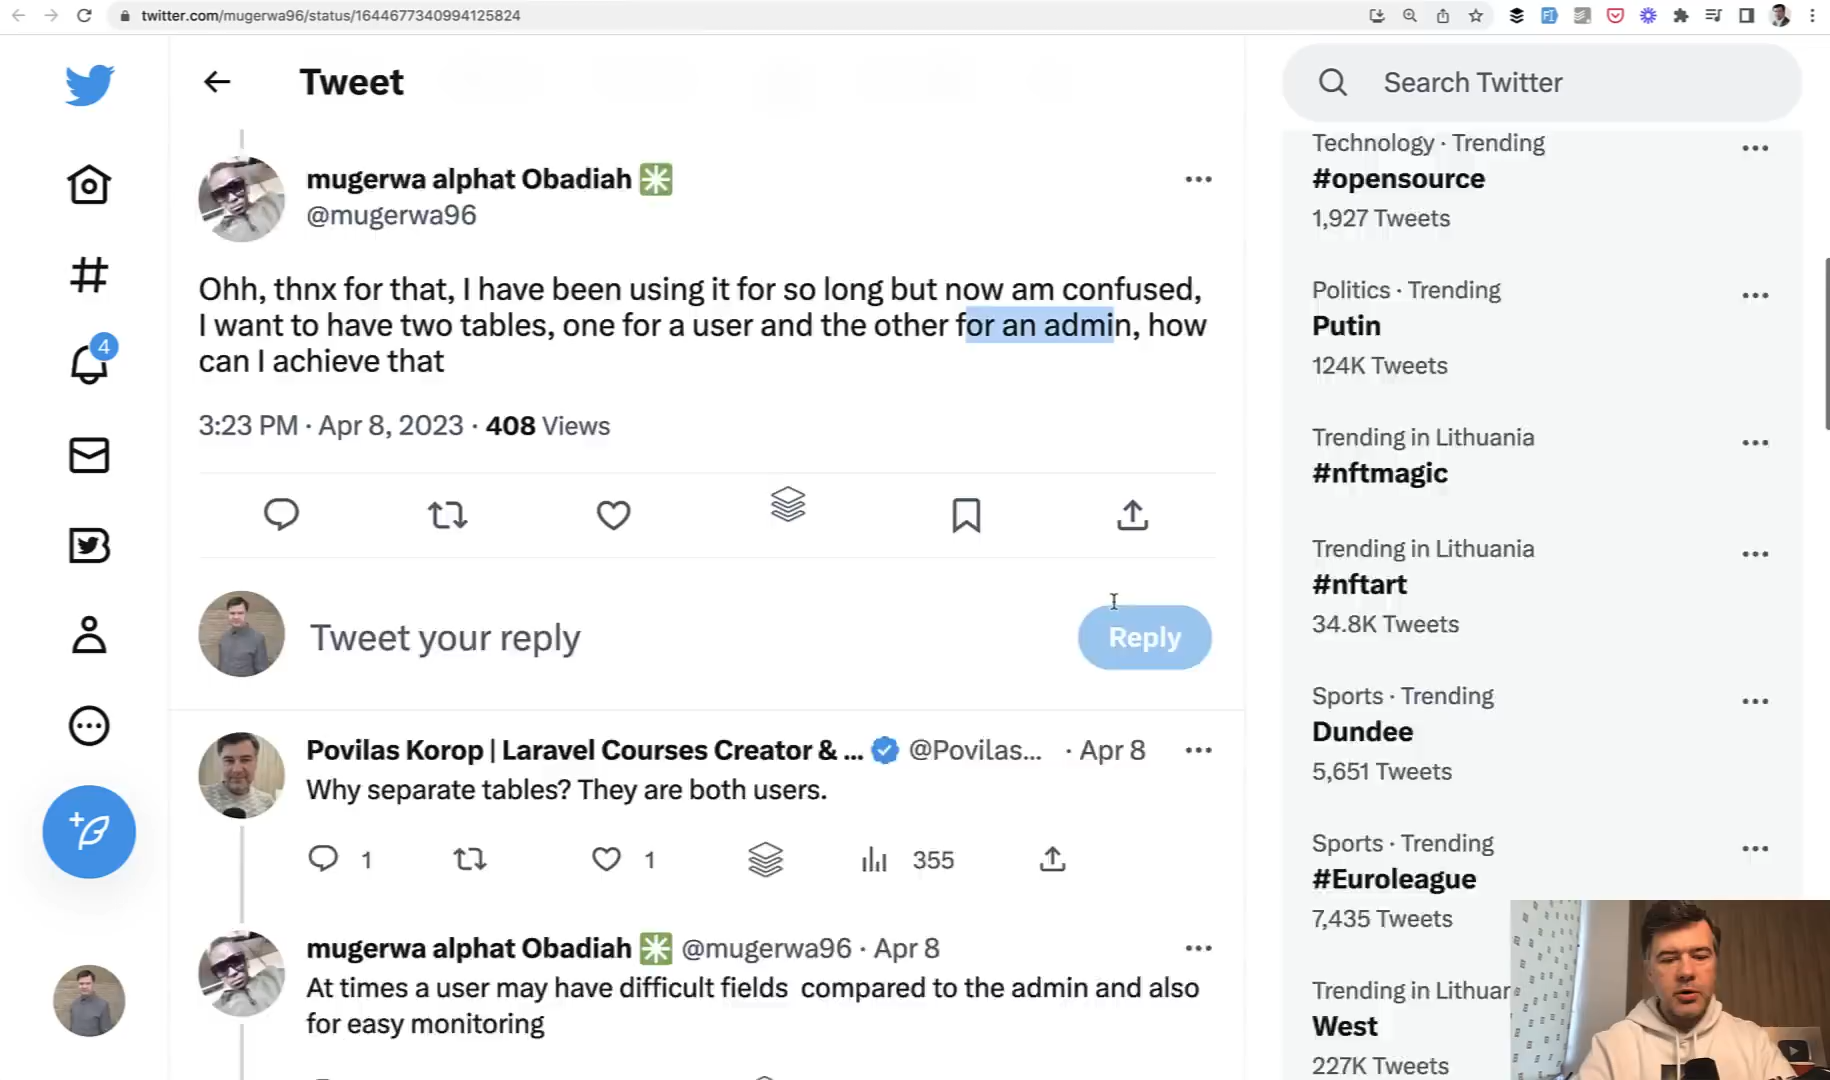 twitter.com/mugerwa96/status/1644677340994125824
Tweet
Search Twitter
mugerwa alphat Obadiah
@mugerwa96
Ohh, thnx for that, I have been using it for so long but now am confused,
I want to have two tables, one for a user and the other for an admin, how
can I achieve that
3:23 PM · Apr 8, 2023 · 408 Views
Tweet your reply
Reply
Povilas Korop | Laravel Courses Creator & ... @Povilas... · Apr 8
Why separate tables? They are both users.
1
1
355
mugerwa alphat Obadiah @mugerwa96 · Apr 8
At times a user may have difficult fields compared to the admin and also
for easy monitoring
4
Technology · Trending
#opensource
1,927 Tweets
Politics · Trending
Putin
124K Tweets
Trending in Lithuania
#nftmagic
Trending in Lithuania
#nftart
34.8K Tweets
Sports · Trending
Dundee
5,651 Tweets
Sports · Trending
#Euroleague
7,435 Tweets
Trending in Lithuar
West
227K Tweets